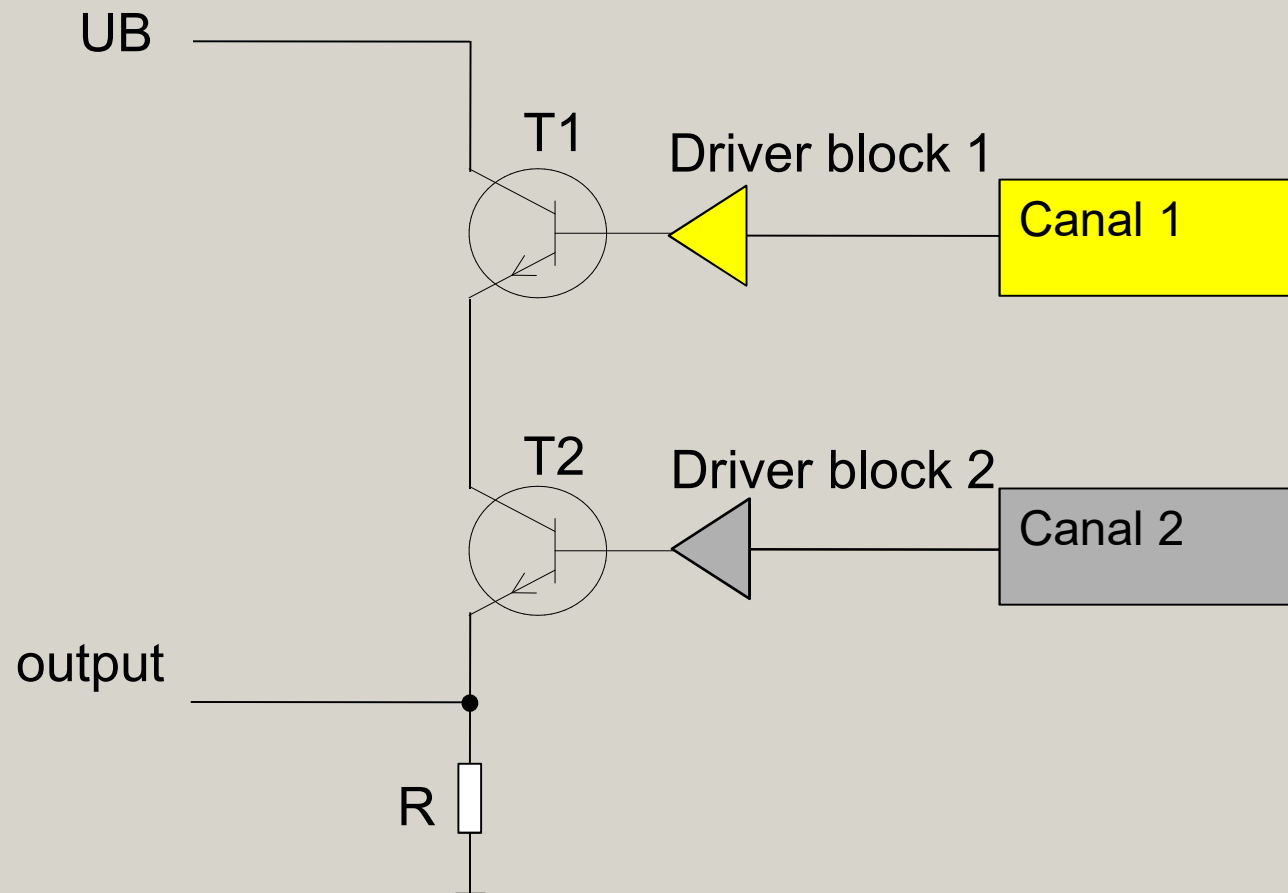 UB
T1
Driver block 1
Canal 1
T2
Driver block 2
Canal 2
output
R